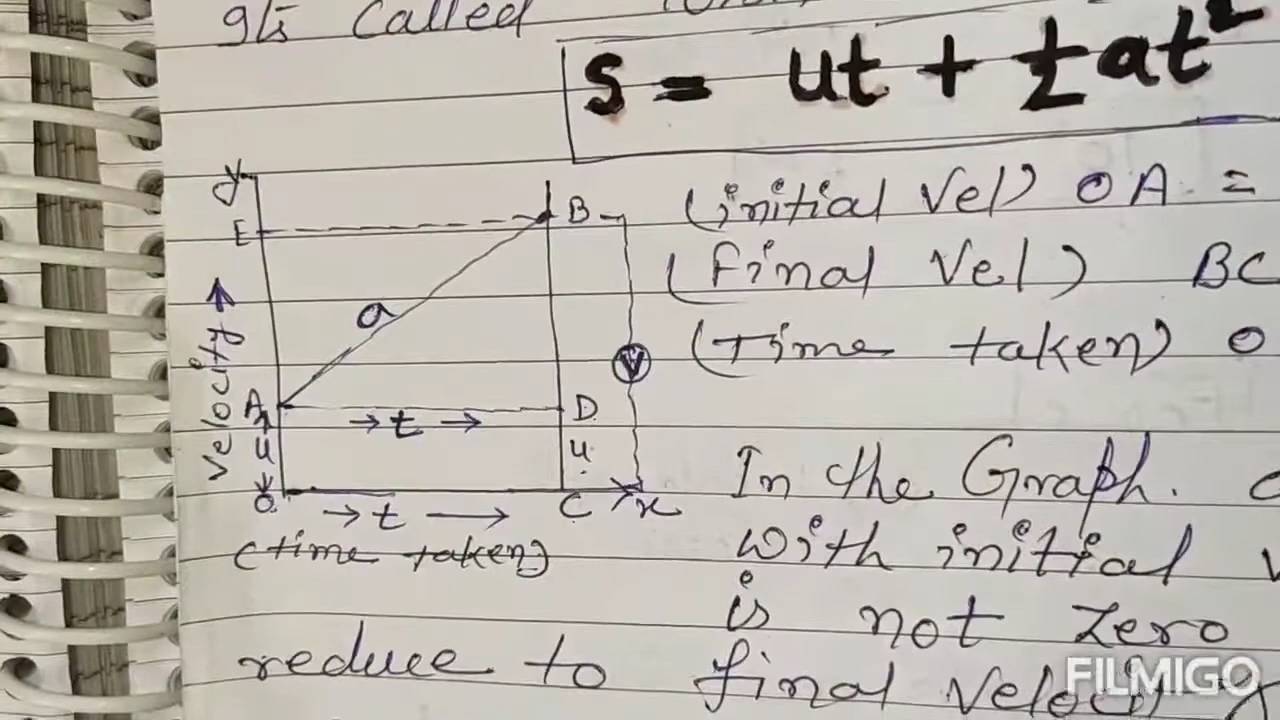 gts called
S = ut + ½at²
y
E
B
(initial Vel) OA =
(Final Vel) BC
(Time taken) O
a
Velocity →
V
A
→ t →
D
u
u
O
→ t →
C
x
(time taken)
In the Graph.
with initial v
is not zero
reduce to final velocity
FILMIGO